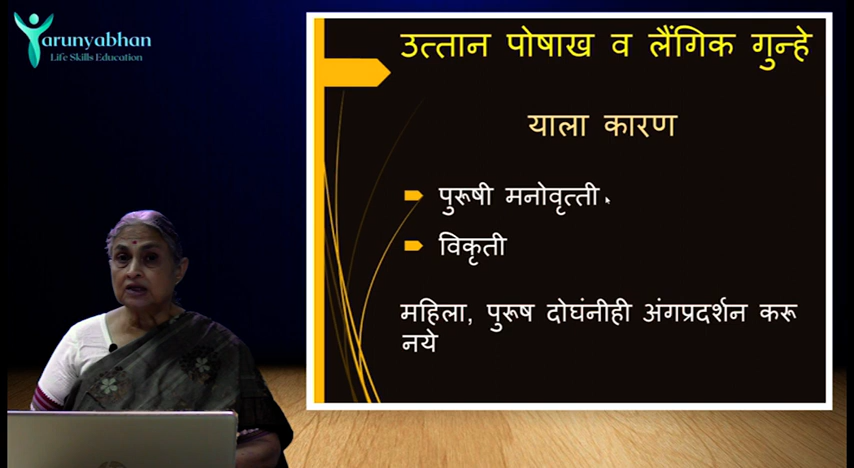 Tarunyabhan
Life Skills Education
उत्तान पोषाख व लैंगिक गुन्हे
याला कारण
पुरूषी मनोवृत्ती
विकृती
महिला, पुरूष दोघंनीही अंगप्रदर्शन करू
नये